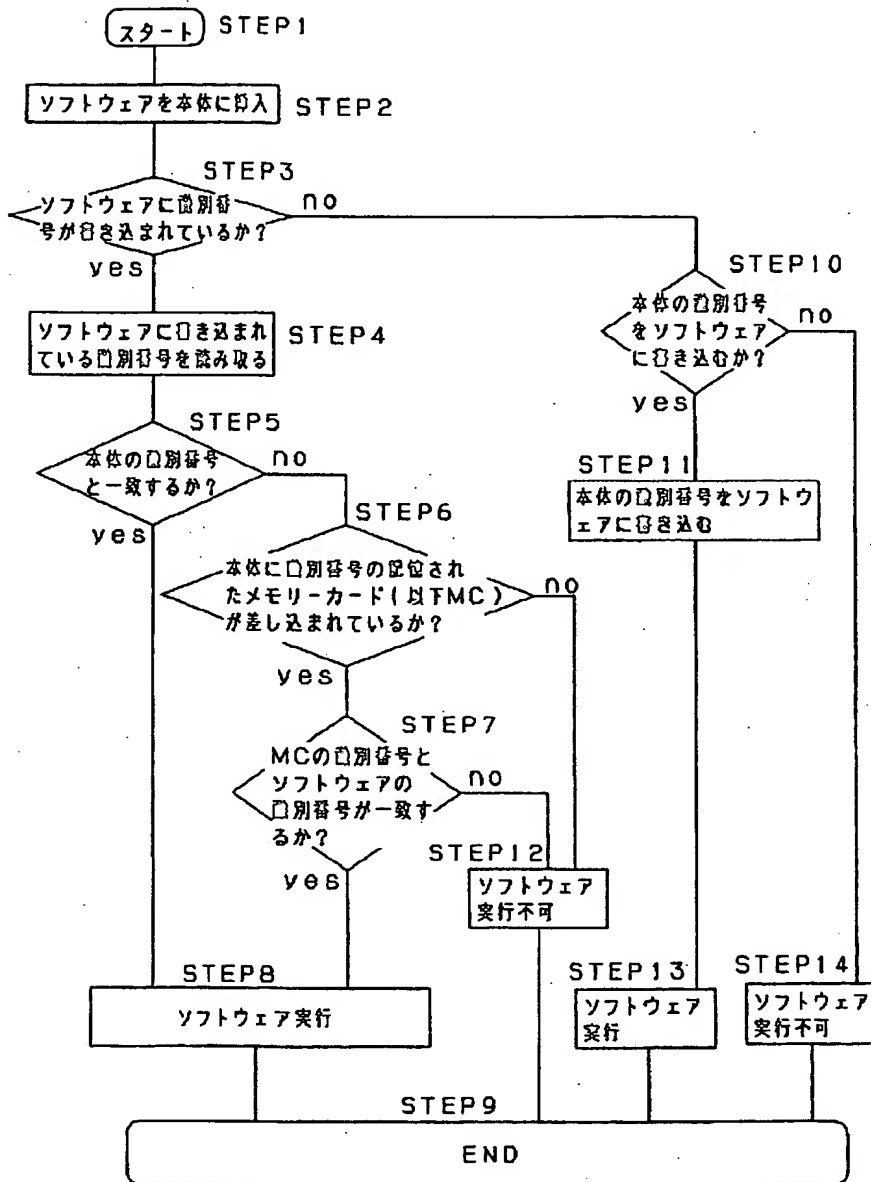 スタート STEP1
ソフトウェアを本体に挿入 STEP2
STEP3
ソフトウェアに識別番
号が書き込まれているか?
no
yes
STEP10
本体の識別番号
をソフトウェア
に書き込むか?
no
yes
ソフトウェアに書き込まれ
ている識別番号を読み取る
STEP4
STEP5
本体の識別番号
と一致するか?
no
yes
STEP11
本体の識別番号をソフトウ
ェアに書き込む
STEP6
本体に識別番号の記憶され
たメモリーカード(以下MC)
が差し込まれているか?
no
yes
STEP7
MCの識別番号と
ソフトウェアの
識別番号が一致す
るか?
no
yes
STEP12
ソフトウェア
実行不可
STEP8
ソフトウェア実行
STEP13
ソフトウェア
実行
STEP14
ソフトウェア
実行不可
STEP9
END